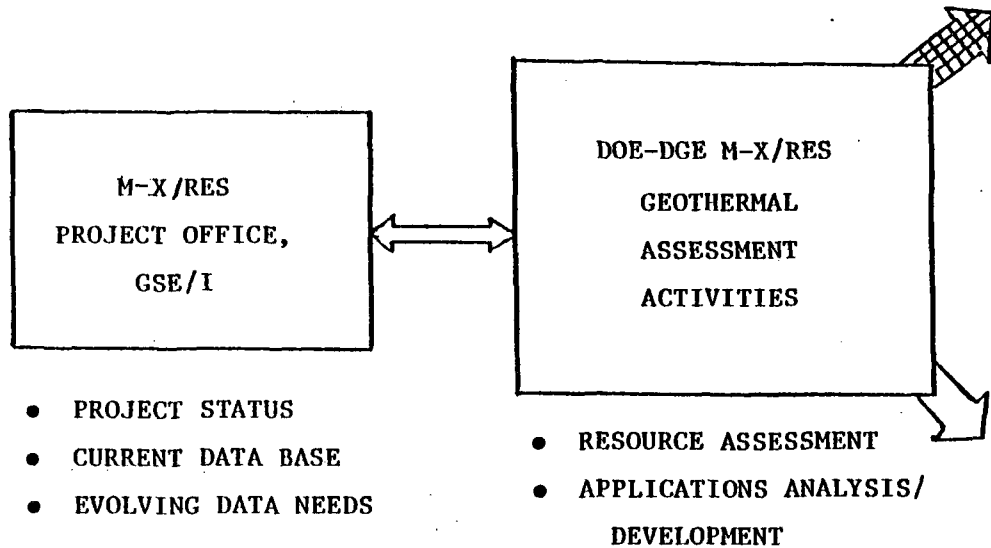 M-X/RES
PROJECT OFFICE,
GSE/I
DOE-DGE M-X/RES
GEOTHERMAL
ASSESSMENT
ACTIVITIES
• PROJECT STATUS
• CURRENT DATA BASE
• EVOLVING DATA NEEDS
• RESOURCE ASSESSMENT
• APPLICATIONS ANALYSIS/
DEVELOPMENT